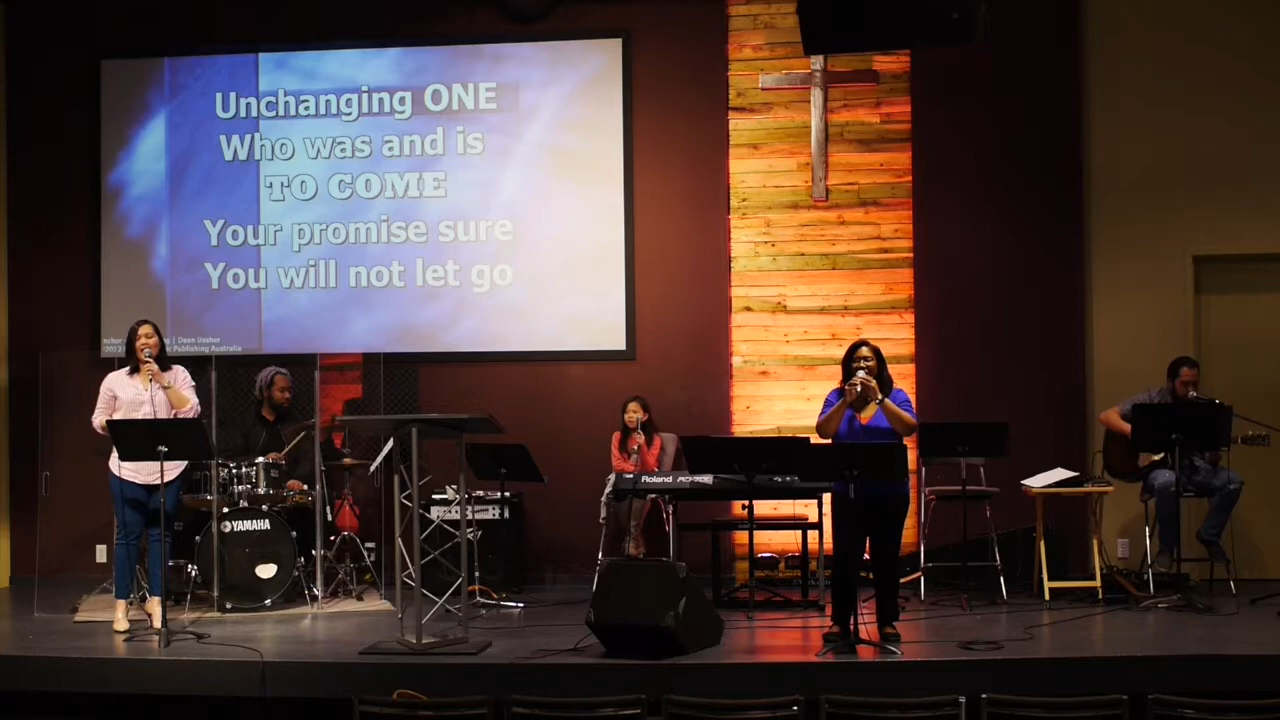 Unchanging ONE
Who was and is
TO COME
Your promise sure
You will not let go
Dean Ussher
Publishing Australia
YAMAHA
Roland